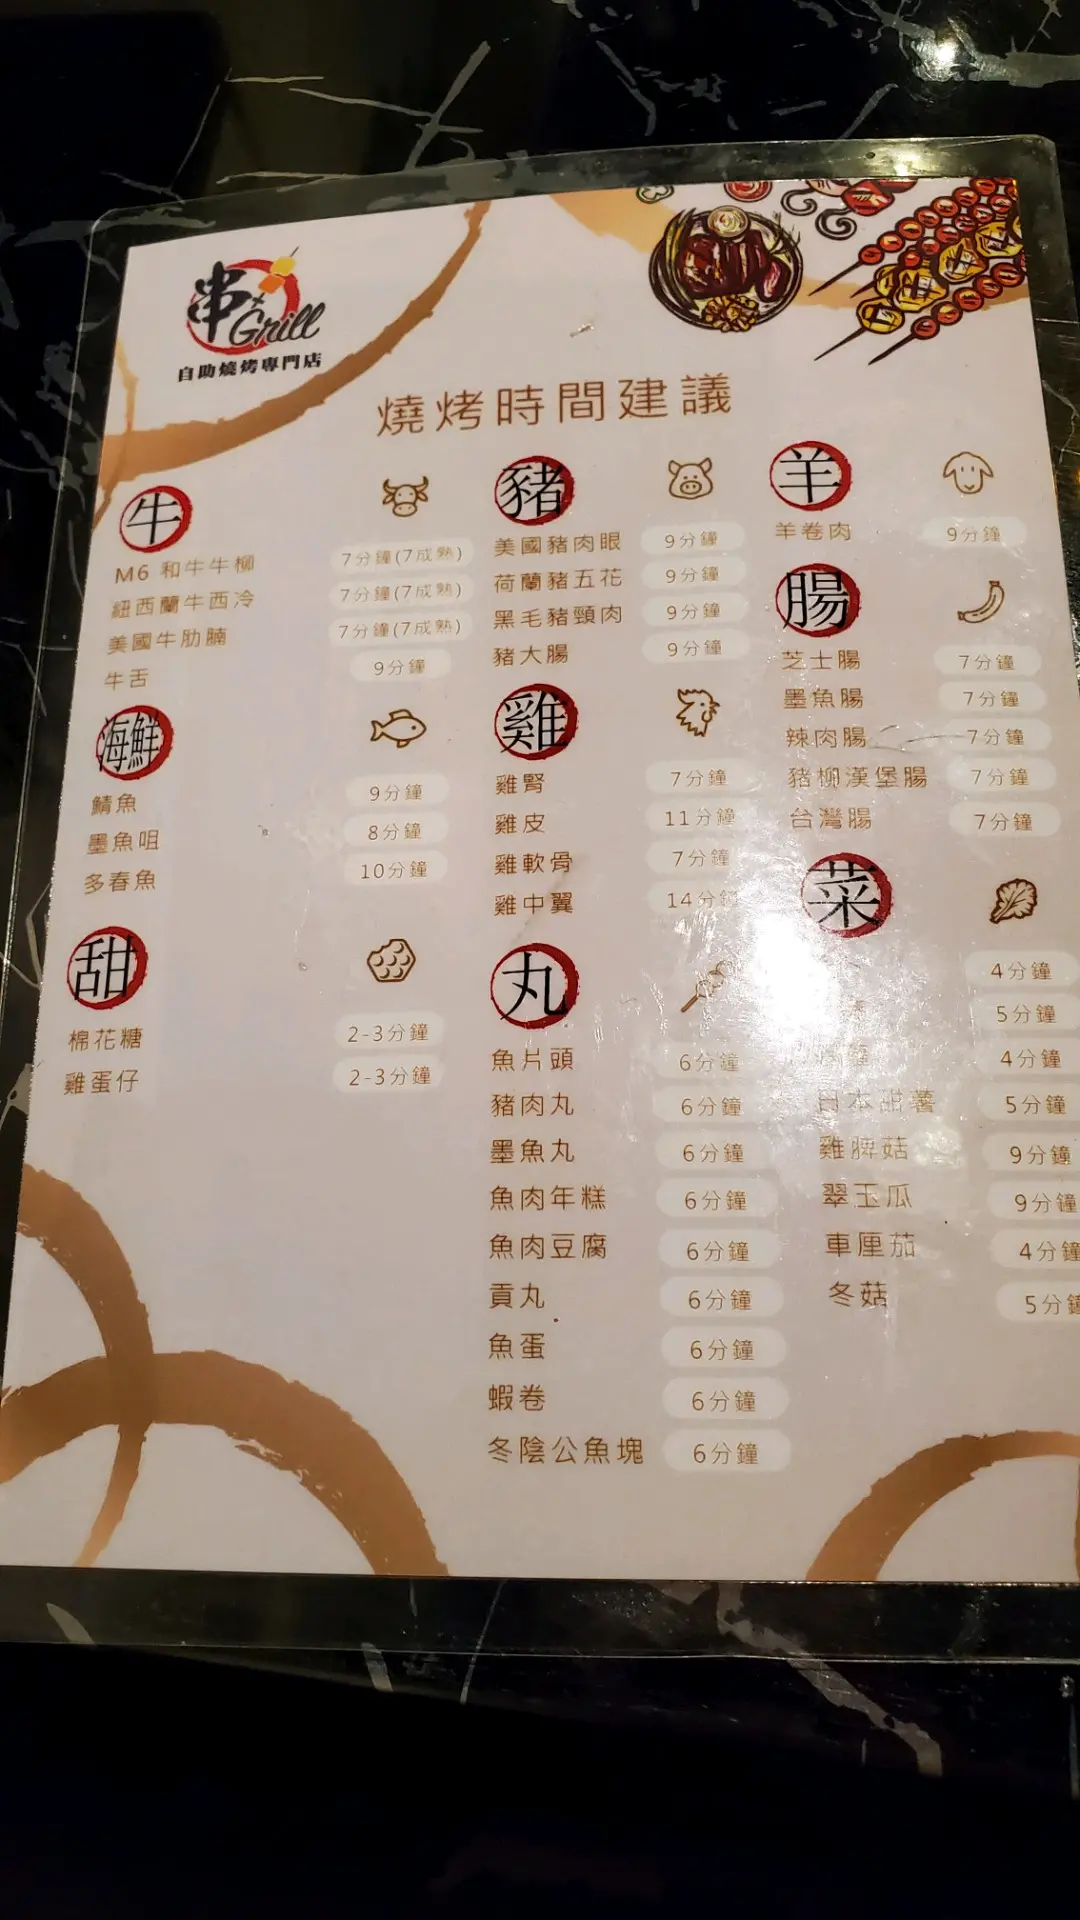 串
Grill
自助燒烤專門店
燒烤時間建議
牛
M6 和牛牛柳 7分鐘(7成熟)
紐西蘭牛西冷 7分鐘(7成熟)
美國牛肋腩 7分鐘(7成熟)
牛舌 9分鐘
海鮮
鯖魚 9分鐘
墨魚咀 8分鐘
多春魚 10分鐘
甜
棉花糖 2-3分鐘
雞蛋仔 2-3分鐘
豬
美國豬肉眼 9分鐘
荷蘭豬五花 9分鐘
黑毛豬頸肉 9分鐘
豬大腸 9分鐘
雞
雞腎 7分鐘
雞皮 11分鐘
雞軟骨 7分鐘
雞中翼 14分鐘
丸
魚片頭 6分鐘
豬肉丸 6分鐘
墨魚丸 6分鐘
魚肉年糕 6分鐘
魚肉豆腐 6分鐘
貢丸 6分鐘
魚蛋 6分鐘
蝦卷 6分鐘
冬陰公魚塊 6分鐘
羊
羊卷肉 9分鐘
腸
芝士腸 7分鐘
墨魚腸 7分鐘
辣肉腸 7分鐘
豬柳漢堡腸 7分鐘
台灣腸 7分鐘
菜
4分鐘
5分鐘
4分鐘
日本甜薯 5分鐘
雞脾菇 9分鐘
翠玉瓜 9分鐘
車厘茄 4分鐘
冬菇 5分鐘